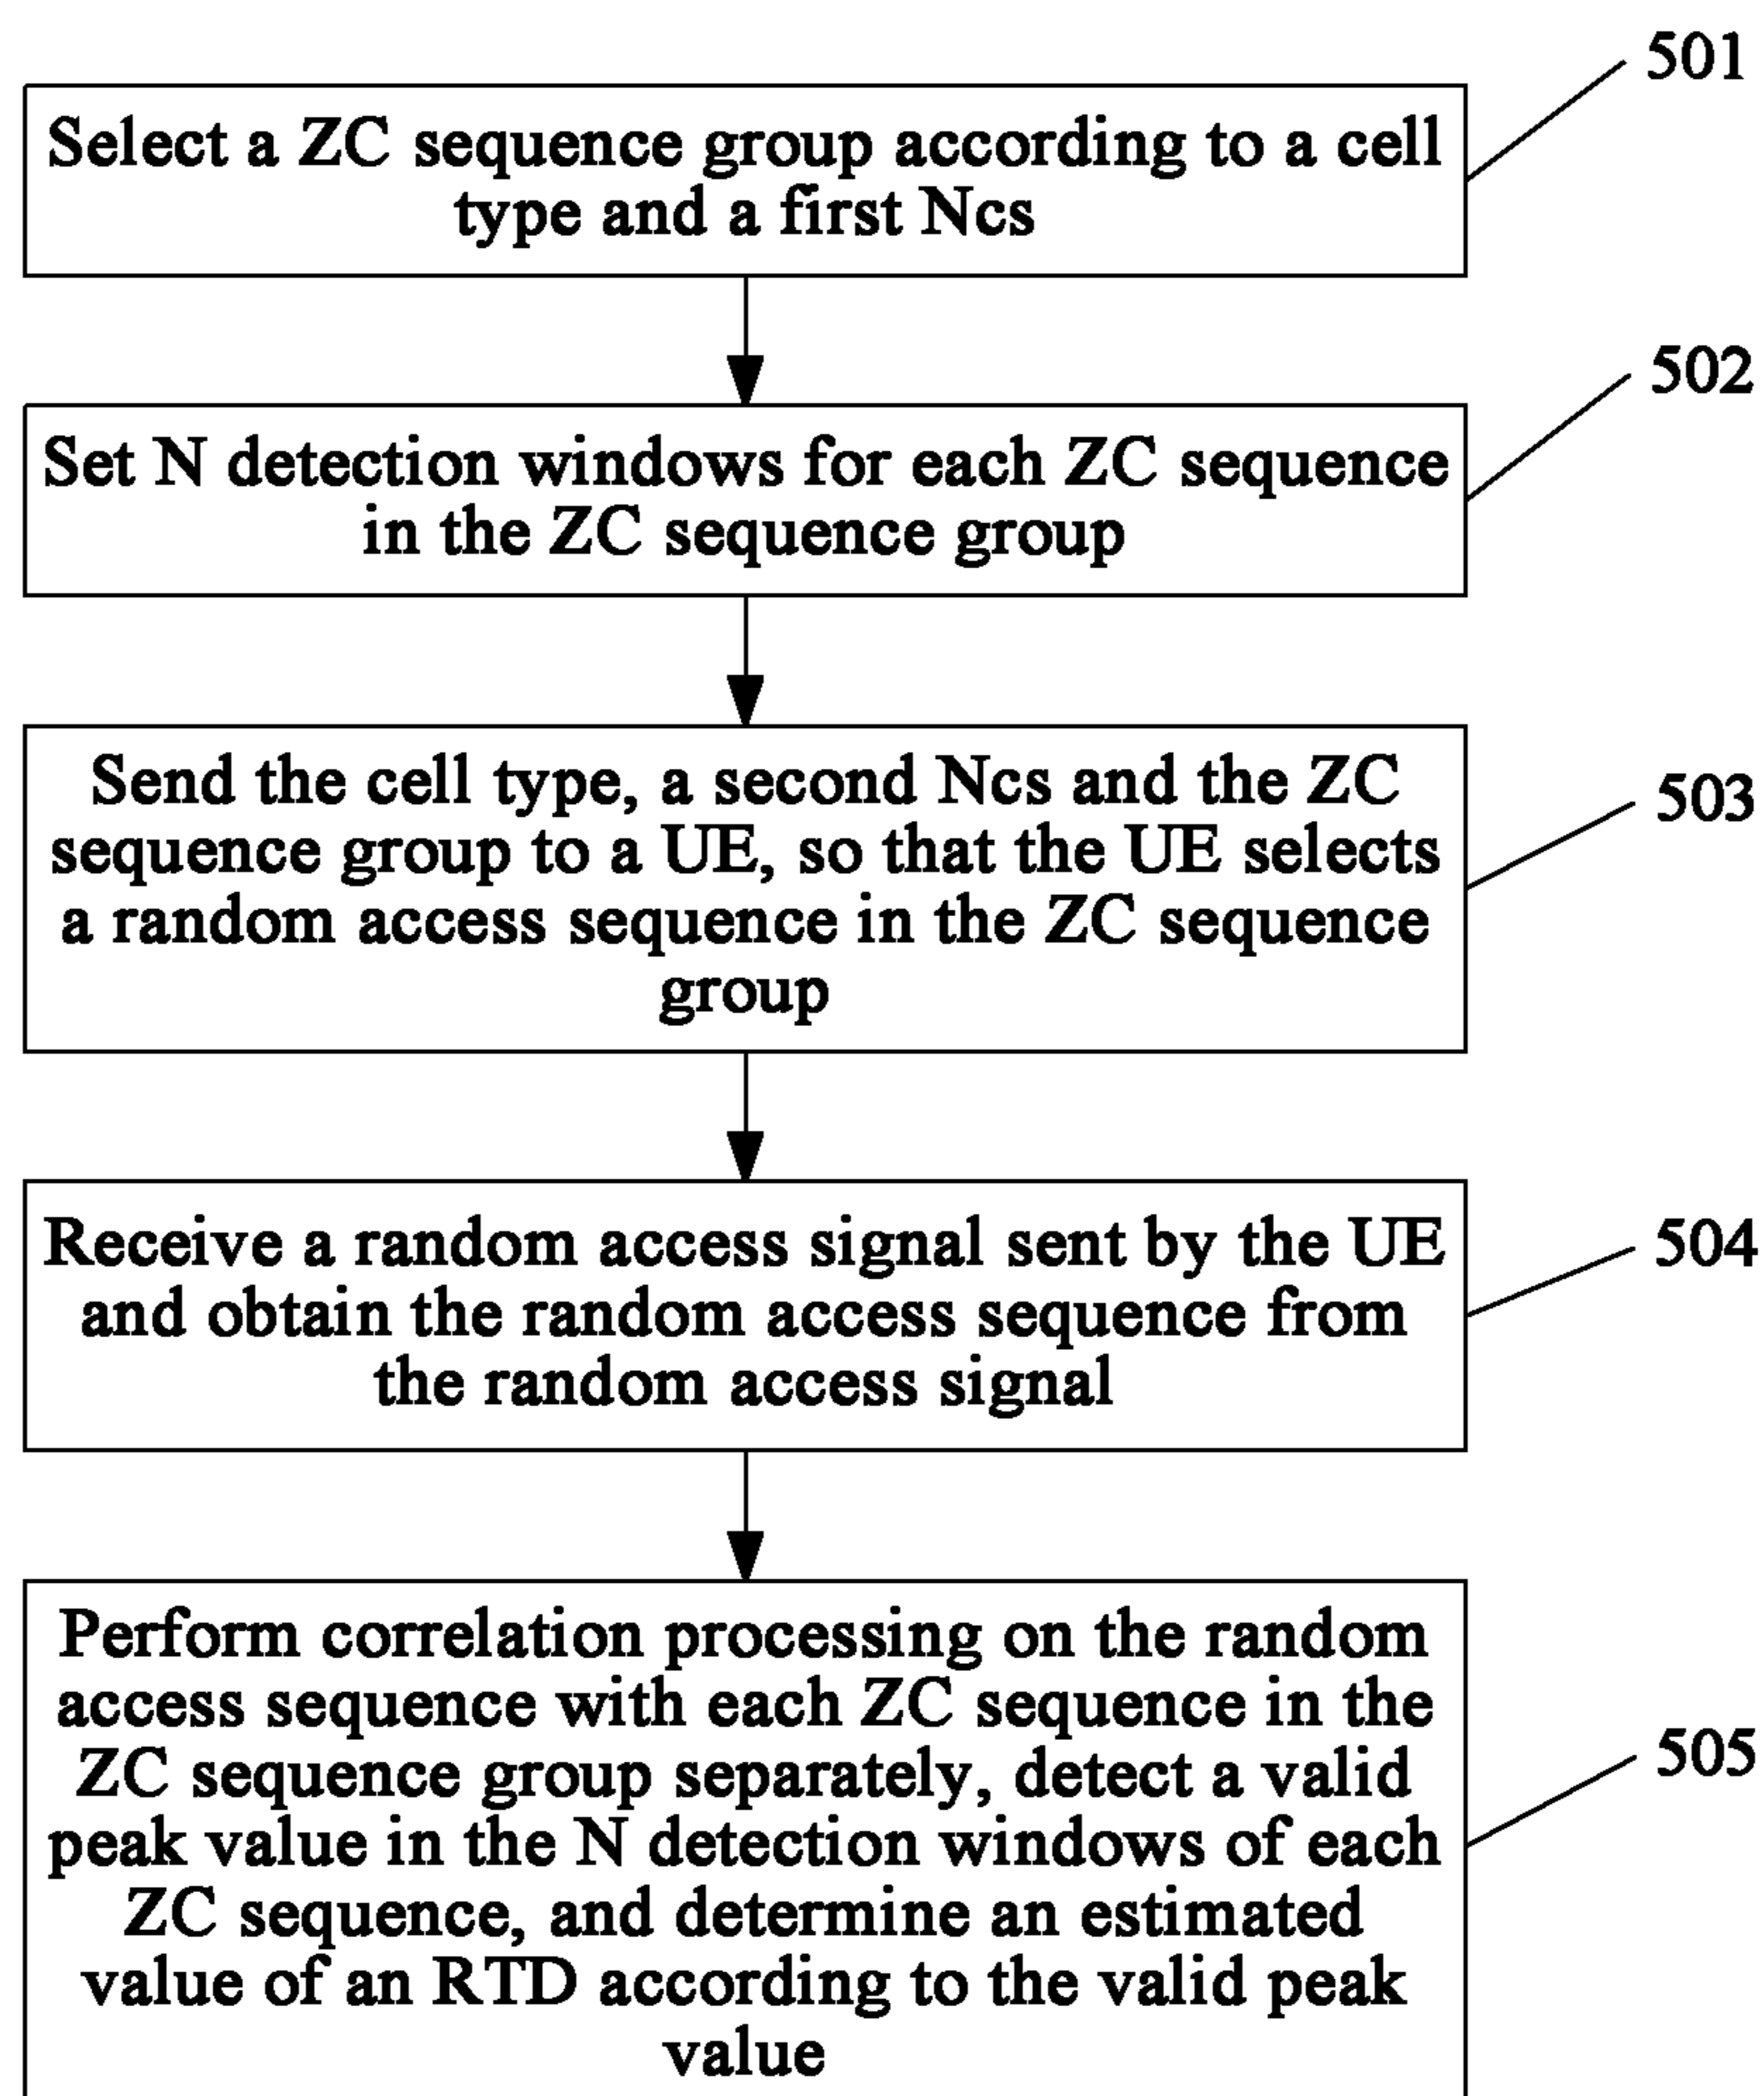 501
Select a ZC sequence group according to a cell
type and a first Ncs
502
Set N detection windows for each ZC sequence
in the ZC sequence group
503
Send the cell type, a second Ncs and the ZC
sequence group to a UE, so that the UE selects
a random access sequence in the ZC sequence
group
504
Receive a random access signal sent by the UE
and obtain the random access sequence from
the random access signal
505
Perform correlation processing on the random
access sequence with each ZC sequence in the
ZC sequence group separately, detect a valid
peak value in the N detection windows of each
ZC sequence, and determine an estimated
value of an RTD according to the valid peak
value